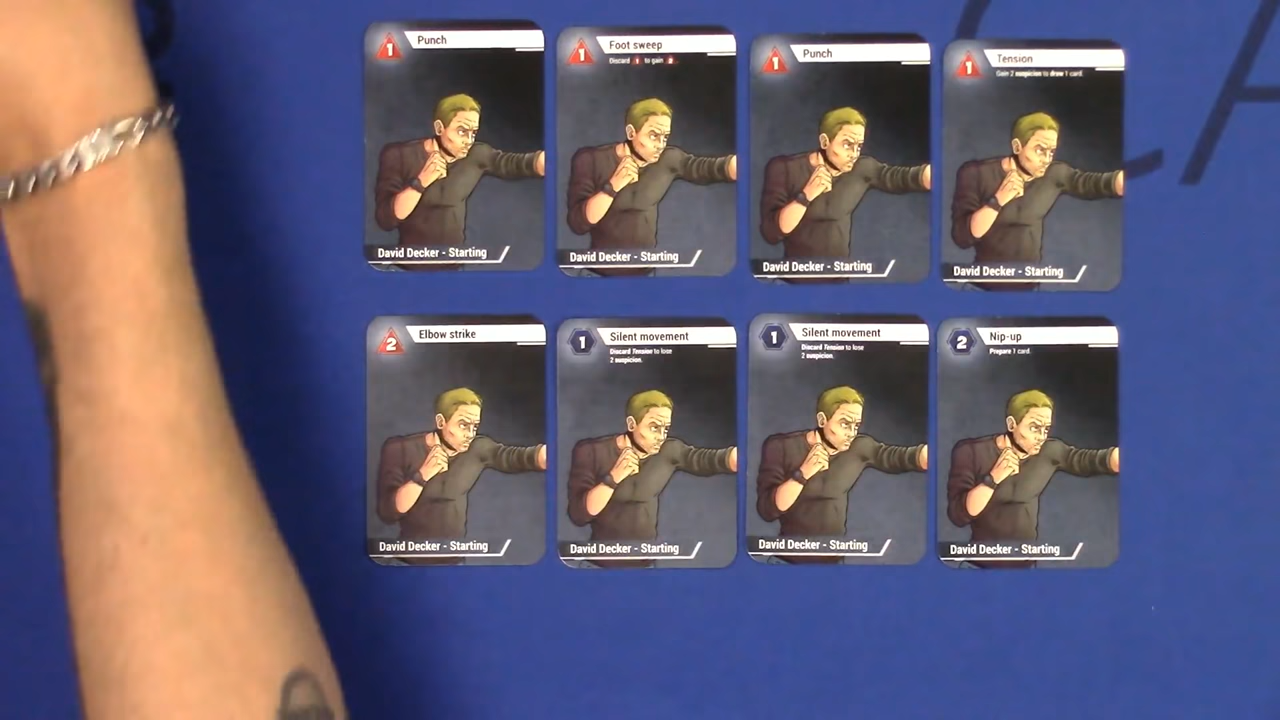 1 Punch
David Decker - Starting
1 Foot sweep
Discard 1 to gain
David Decker - Starting
1 Punch
David Decker - Starting
1 Tension
Gain 2 suspicion to draw 1 card.
David Decker - Starting
2 Elbow strike
David Decker - Starting
1 Silent movement
Discard Tension to lose
2 suspicion.
David Decker - Starting
1 Silent movement
Discard Tension to lose
2 suspicion.
David Decker - Starting
2 Nip-up
Prepare 1 card.
David Decker - Starting